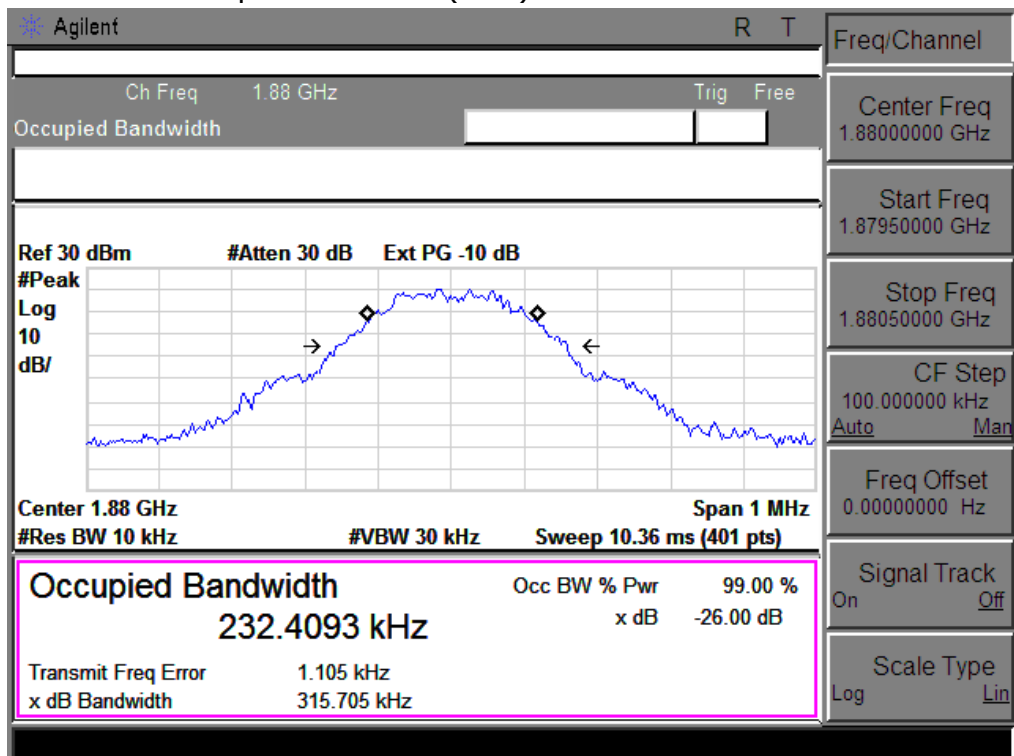 Agilent R T
Freq/Channel
Ch Freq 1.88 GHz Trig Free
Occupied Bandwidth
Center Freq
1.88000000 GHz
Start Freq
1.87950000 GHz
Stop Freq
1.88050000 GHz
CF Step
100.000000 kHz
Auto Man
Freq Offset
0.00000000 Hz
Signal Track
On Off
Scale Type
Log Lin
Ref 30 dBm #Atten 30 dB Ext PG -10 dB
#Peak
Log
10
dB/
Center 1.88 GHz Span 1 MHz
#Res BW 10 kHz #VBW 30 kHz Sweep 10.36 ms (401 pts)
Occupied Bandwidth Occ BW % Pwr 99.00 %
232.4093 kHz x dB -26.00 dB
Transmit Freq Error 1.105 kHz
x dB Bandwidth 315.705 kHz